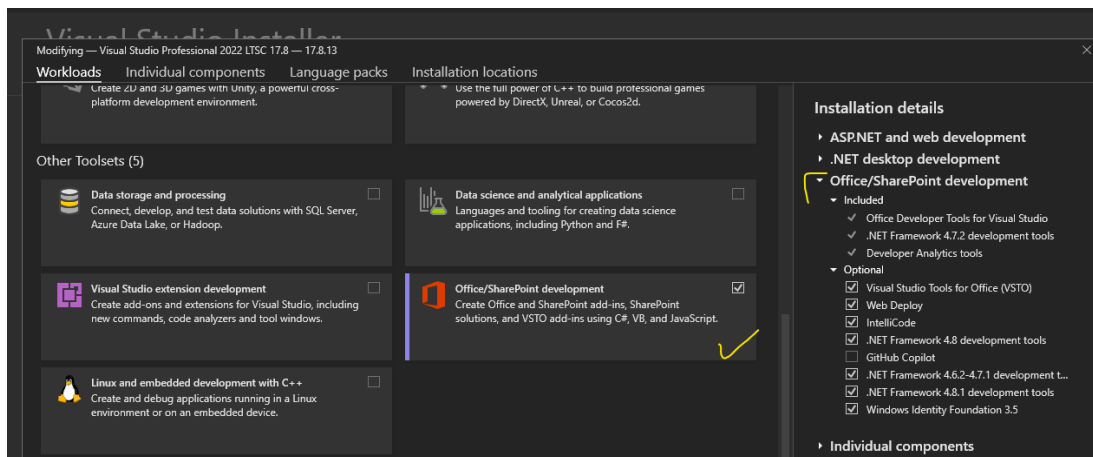 Visual Studio Installer
Modifying — Visual Studio Professional 2022 LTSC 17.8 — 17.8.13
Workloads Individual components Language packs Installation locations
Create 2D and 3D games with Unity, a powerful cross-
platform development environment.
Use the full power of C++ to build professional games
powered by DirectX, Unreal, or Cocos2d.
Other Toolsets (5)
Data storage and processing
Connect, develop, and test data solutions with SQL Server,
Azure Data Lake, or Hadoop.
Data science and analytical applications
Languages and tooling for creating data science
applications, including Python and F#.
Visual Studio extension development
Create add-ons and extensions for Visual Studio, including
new commands, code analyzers and tool windows.
Office/SharePoint development
Create Office and SharePoint add-ins, SharePoint
solutions, and VSTO add-ins using C#, VB, and JavaScript.
Linux and embedded development with C++
Create and debug applications running in a Linux
environment or on an embedded device.
Installation details
ASP.NET and web development
.NET desktop development
Office/SharePoint development
Included
Office Developer Tools for Visual Studio
.NET Framework 4.7.2 development tools
Developer Analytics tools
Optional
Visual Studio Tools for Office (VSTO)
Web Deploy
IntelliCode
.NET Framework 4.8 development tools
GitHub Copilot
.NET Framework 4.6.2-4.7.1 development t...
.NET Framework 4.8.1 development tools
Windows Identity Foundation 3.5
Individual components